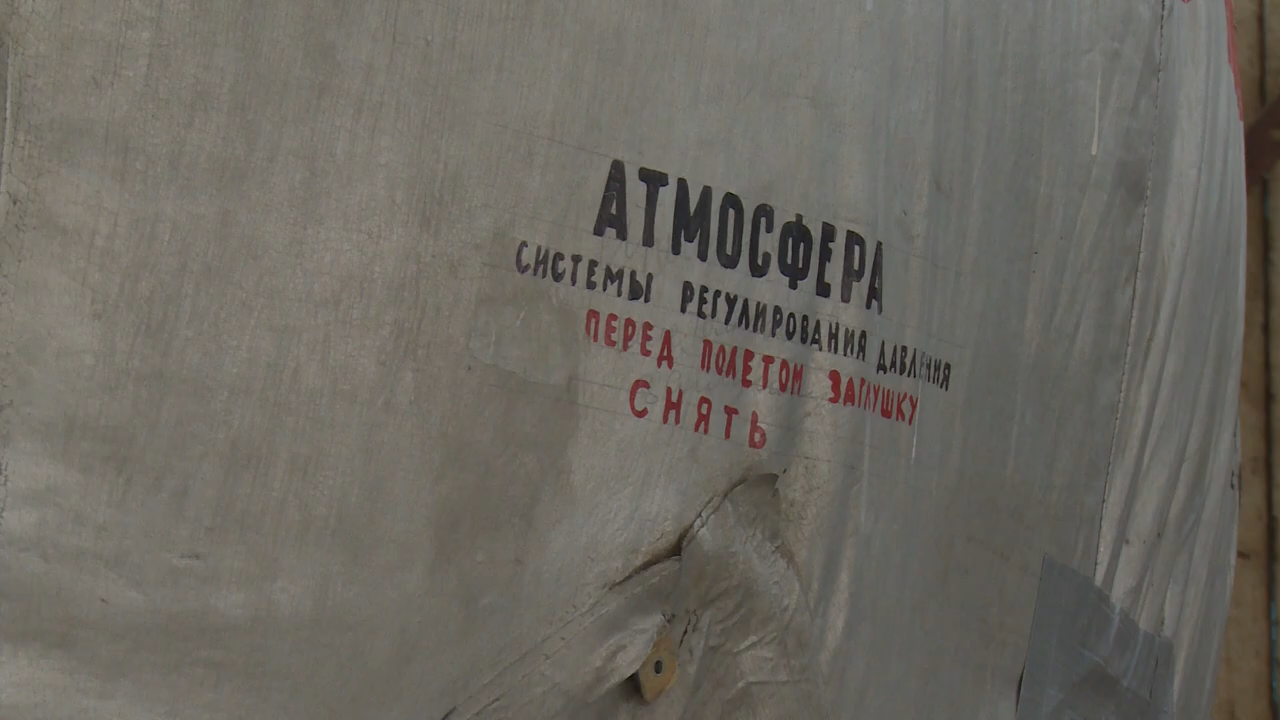 АТМОСФЕРА
СИСТЕМЫ РЕГУЛИРОВАНИЯ ДАВЛЕНИЯ
ПЕРЕД ПОЛЕТОМ ЗАГЛУШКУ
СНЯТЬ